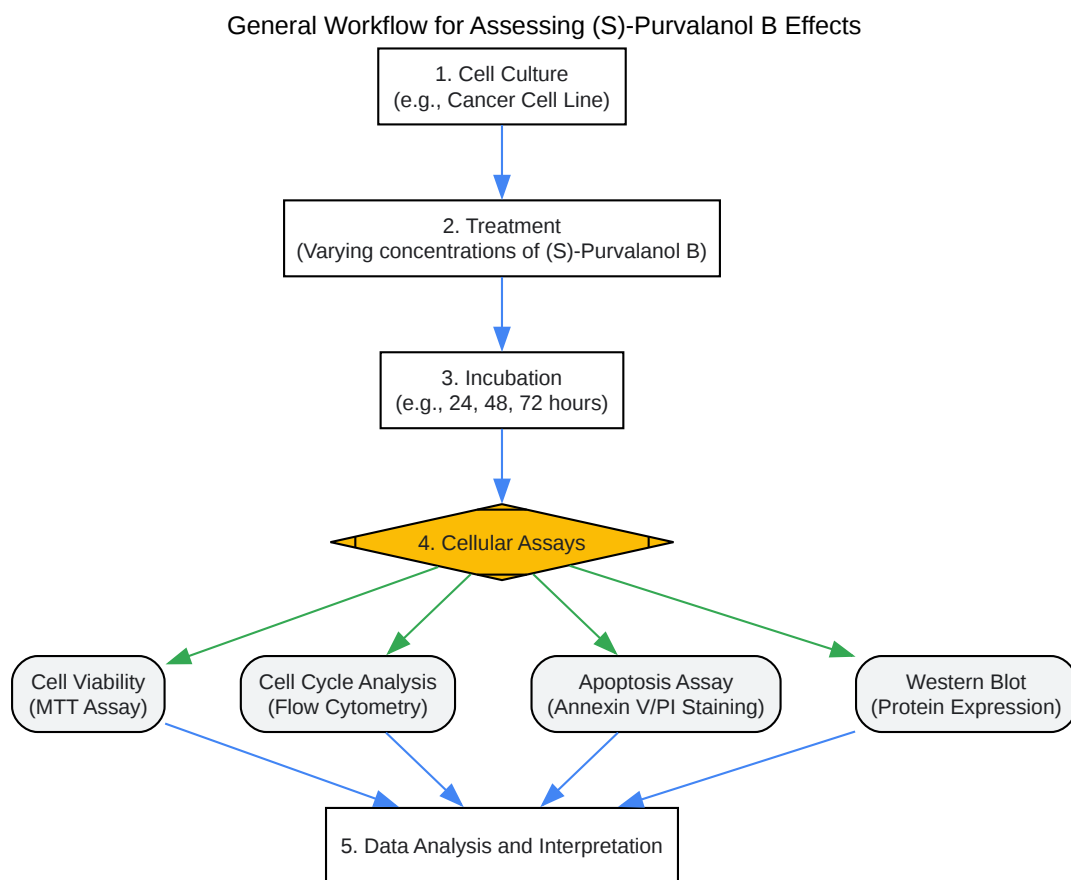 General Workflow for Assessing (S)-Purvalanol B Effects
1. Cell Culture
(e.g., Cancer Cell Line)
2. Treatment
(Varying concentrations of (S)-Purvalanol B)
3. Incubation
(e.g., 24, 48, 72 hours)
4. Cellular Assays
Cell Viability
(MTT Assay)
Cell Cycle Analysis
(Flow Cytometry)
Apoptosis Assay
(Annexin V/PI Staining)
Western Blot
(Protein Expression)
5. Data Analysis and Interpretation